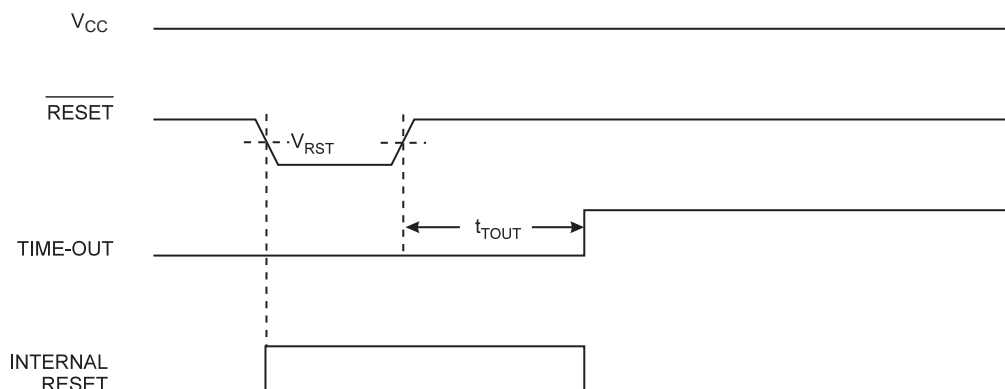 VCC
RESET
VRST
tTOUT
TIME-OUT
INTERNAL
RESET